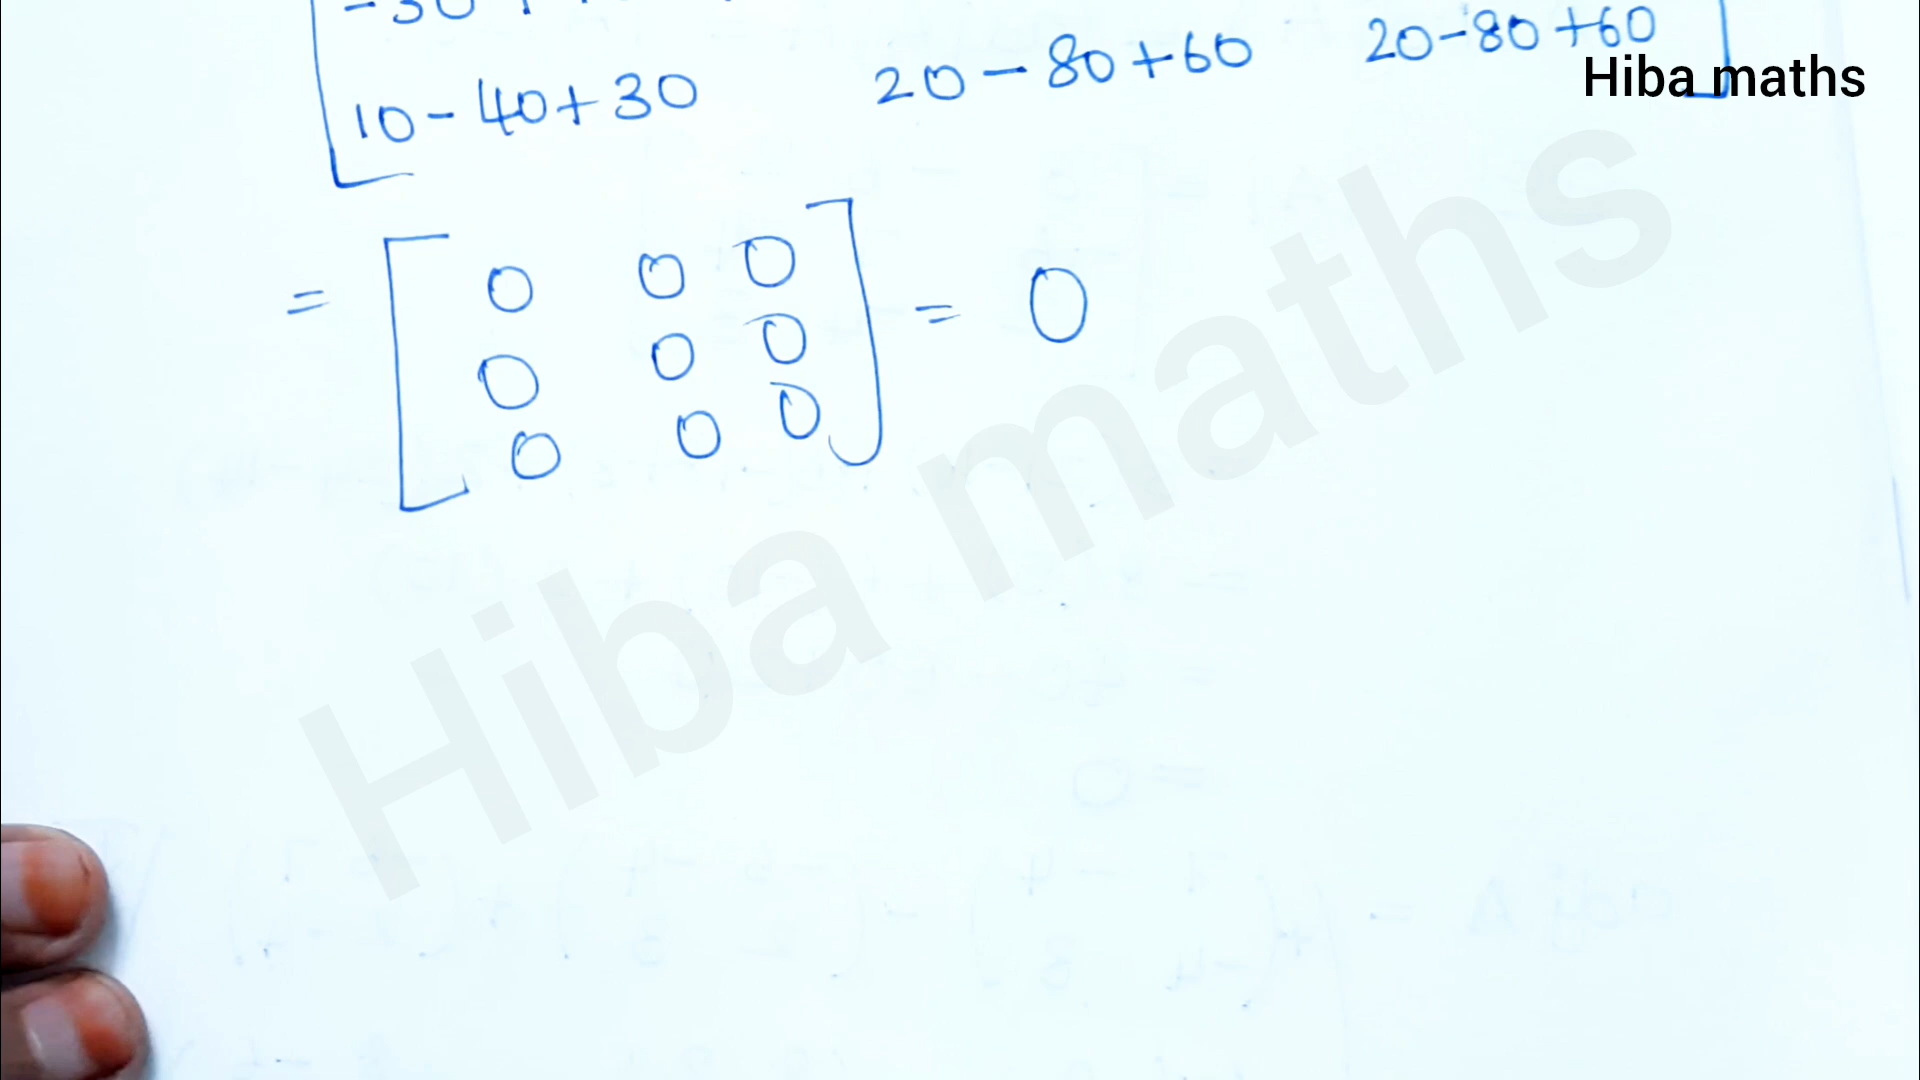 -30 +
10 - 40 + 30 20 - 80 + 60 20 - 80 + 60
Hiba maths
= [ 0 0 0
0 0 0
0 0 0 ] = 0
Hiba maths